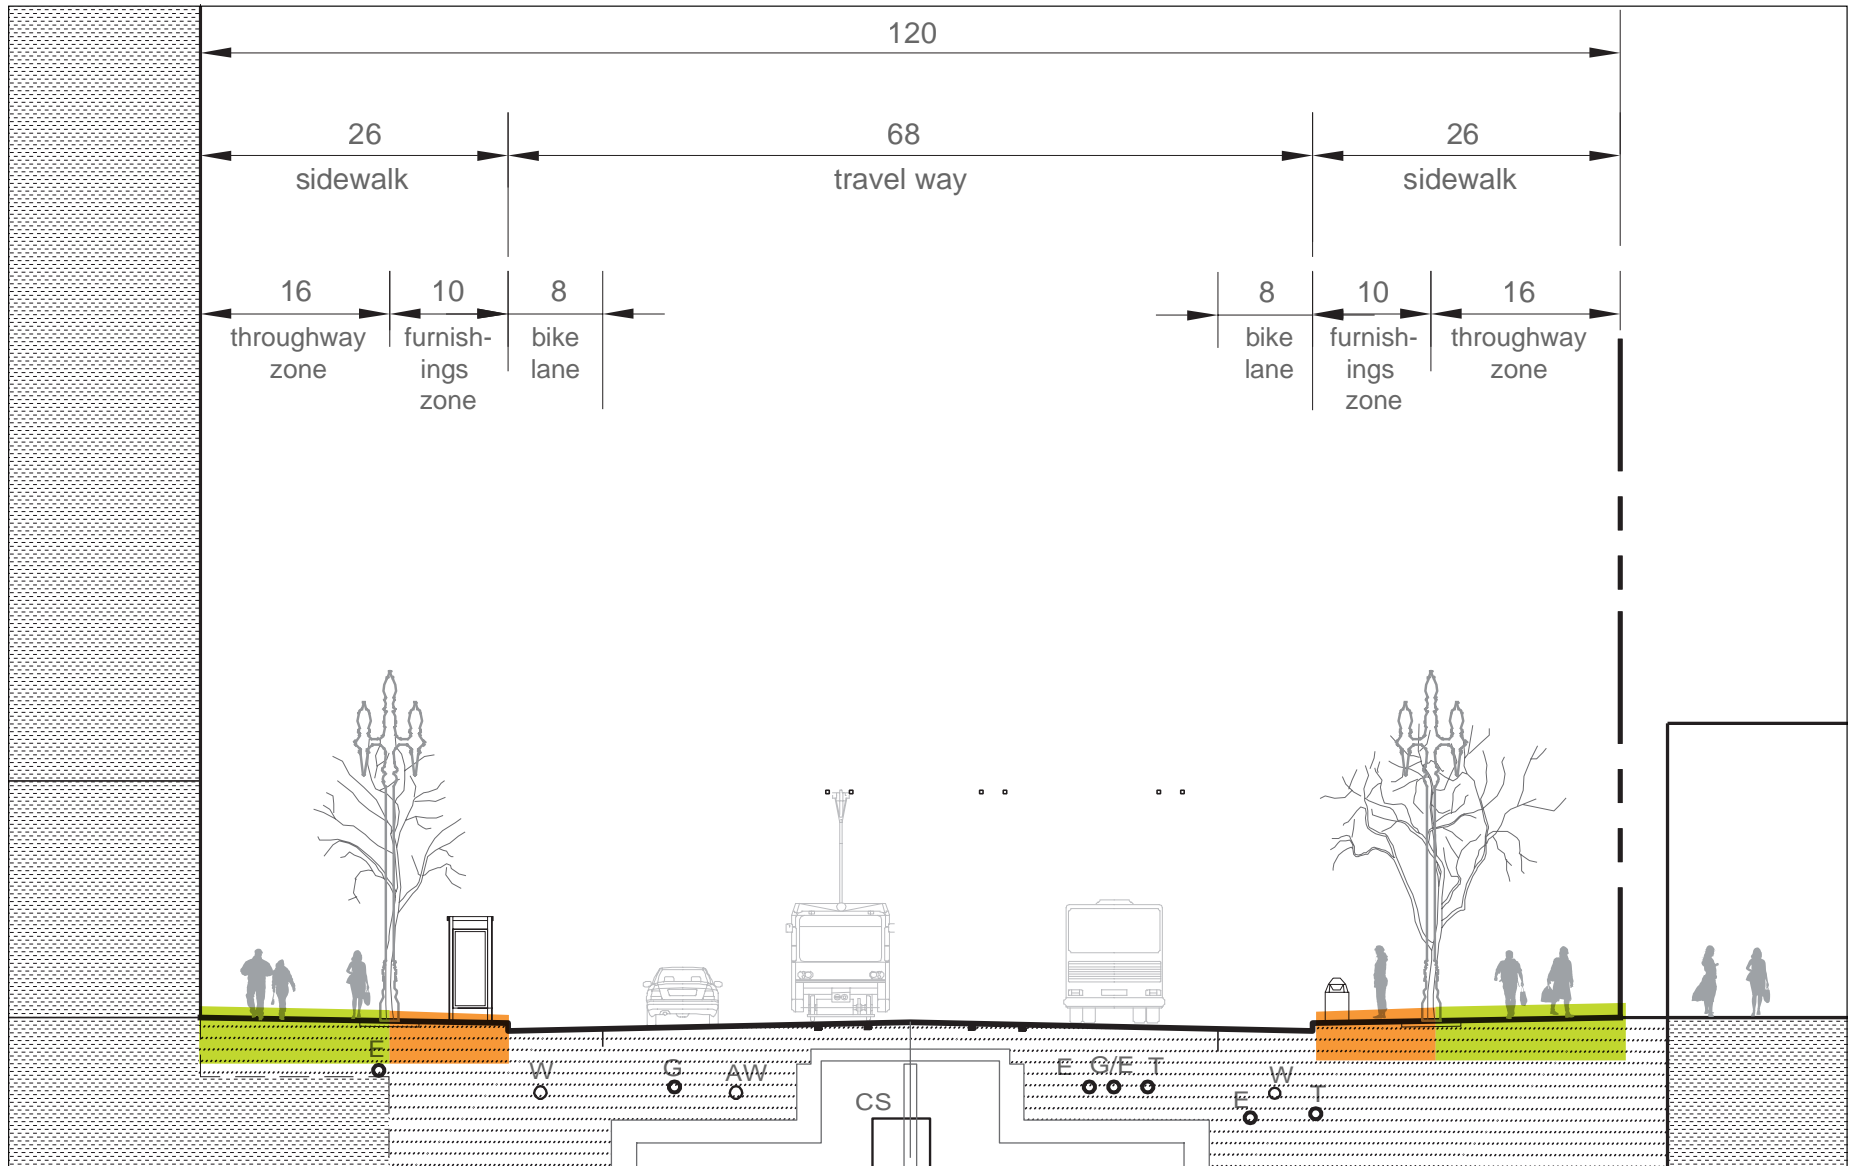 120
26 68 26
sidewalk travel way sidewalk
16 10 8 8 10 16
throughway furnish- bike bike furnish- throughway
zone ings lane lane ings zone
zone zone
E
W G AW E G/E T W
CS E T